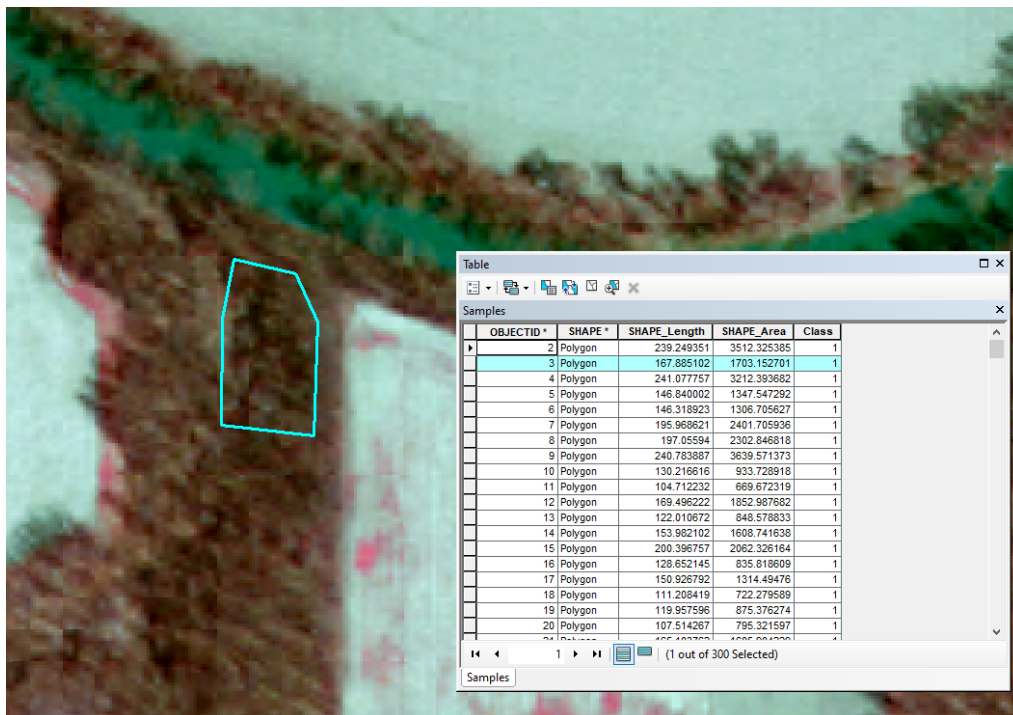 Table
Samples
OBJECTID * SHAPE * SHAPE_Length SHAPE_Area Class
2 Polygon 239.249351 3512.325385 1
3 Polygon 167.885102 1703.152701 1
4 Polygon 241.077757 3212.393682 1
5 Polygon 146.840002 1347.547292 1
6 Polygon 146.318923 1306.705627 1
7 Polygon 195.968621 2401.705936 1
8 Polygon 197.05594 2302.846818 1
9 Polygon 240.783887 3639.571373 1
10 Polygon 130.216616 933.728918 1
11 Polygon 104.712232 669.672319 1
12 Polygon 169.496222 1852.987682 1
13 Polygon 122.010672 848.578833 1
14 Polygon 153.982102 1608.741638 1
15 Polygon 200.396757 2062.326164 1
16 Polygon 128.652145 835.818609 1
17 Polygon 150.926792 1314.49476 1
18 Polygon 111.208419 722.279589 1
19 Polygon 119.957596 875.376274 1
20 Polygon 107.514267 795.321597 1
1 (1 out of 300 Selected)
Samples